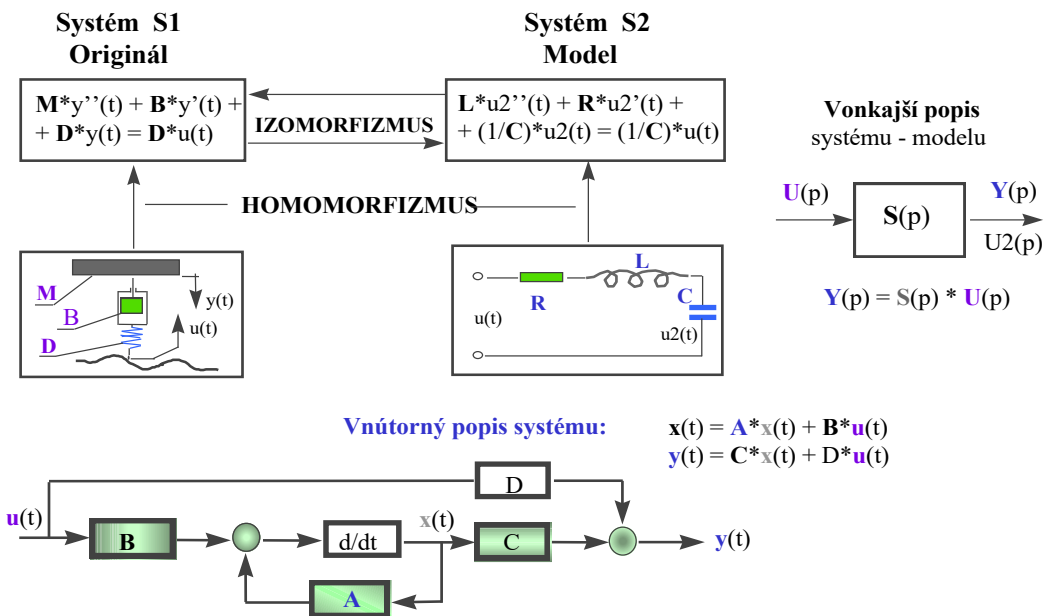 Systém S1
Originál
Systém S2
Model
M*y’’(t) + B*y’(t) +
+ D*y(t) = D*u(t)
IZOMORFIZMUS
L*u2’’(t) + R*u2’(t) +
+ (1/C)*u2(t) = (1/C)*u(t)
Vonkajší popis
systému - modelu
HOMOMORFIZMUS
U(p)
S(p)
Y(p)
U2(p)
Y(p) = S(p) * U(p)
M
B
D
y(t)
u(t)
L
R
C
u(t)
u2(t)
Vnútorný popis systému:
x(t) = A*x(t) + B*u(t)
y(t) = C*x(t) + D*u(t)
D
u(t)
B
d/dt
x(t)
C
y(t)
A